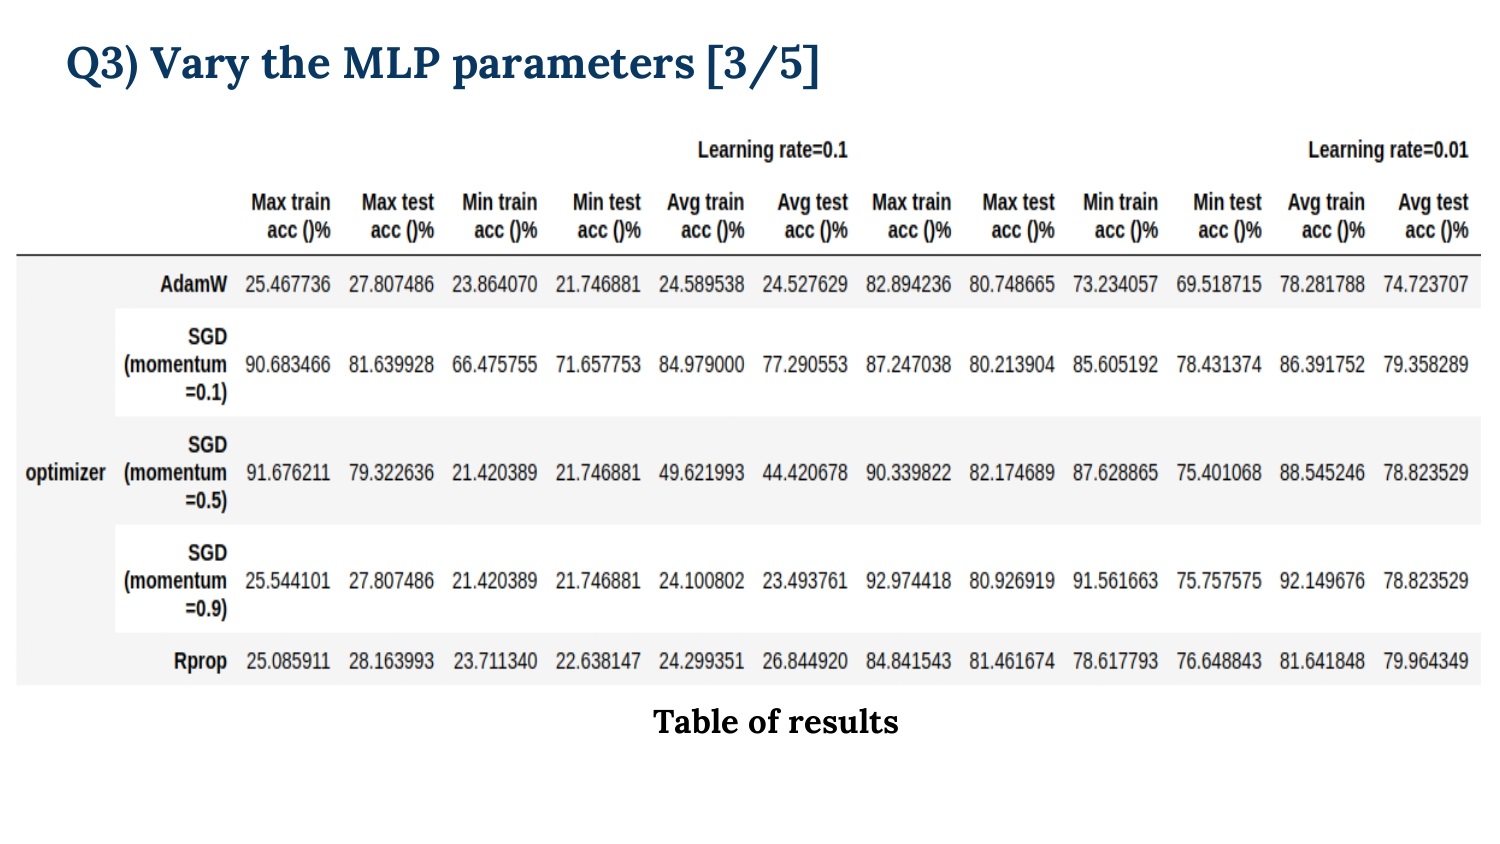 Q3) Vary the MLP parameters [3/5]
Learning rate=0.1 Learning rate=0.01
Max train acc ()% Max test acc ()% Min train acc ()% Min test acc ()% Avg train acc ()% Avg test acc ()% Max train acc ()% Max test acc ()% Min train acc ()% Min test acc ()% Avg train acc ()% Avg test acc ()%
AdamW 25.467736 27.807486 23.864070 21.746881 24.589538 24.527629 82.894236 80.748665 73.234057 69.518715 78.281788 74.723707
SGD (momentum =0.1) 90.683466 81.639928 66.475755 71.657753 84.979000 77.290553 87.247038 80.213904 85.605192 78.431374 86.391752 79.358289
optimizer SGD (momentum =0.5) 91.676211 79.322636 21.420389 21.746881 49.621993 44.420678 90.339822 82.174689 87.628865 75.401068 88.545246 78.823529
SGD (momentum =0.9) 25.544101 27.807486 21.420389 21.746881 24.100802 23.493761 92.974418 80.926919 91.561663 75.757575 92.149676 78.823529
Rprop 25.085911 28.163993 23.711340 22.638147 24.299351 26.844920 84.841543 81.461674 78.617793 76.648843 81.641848 79.964349
Table of results